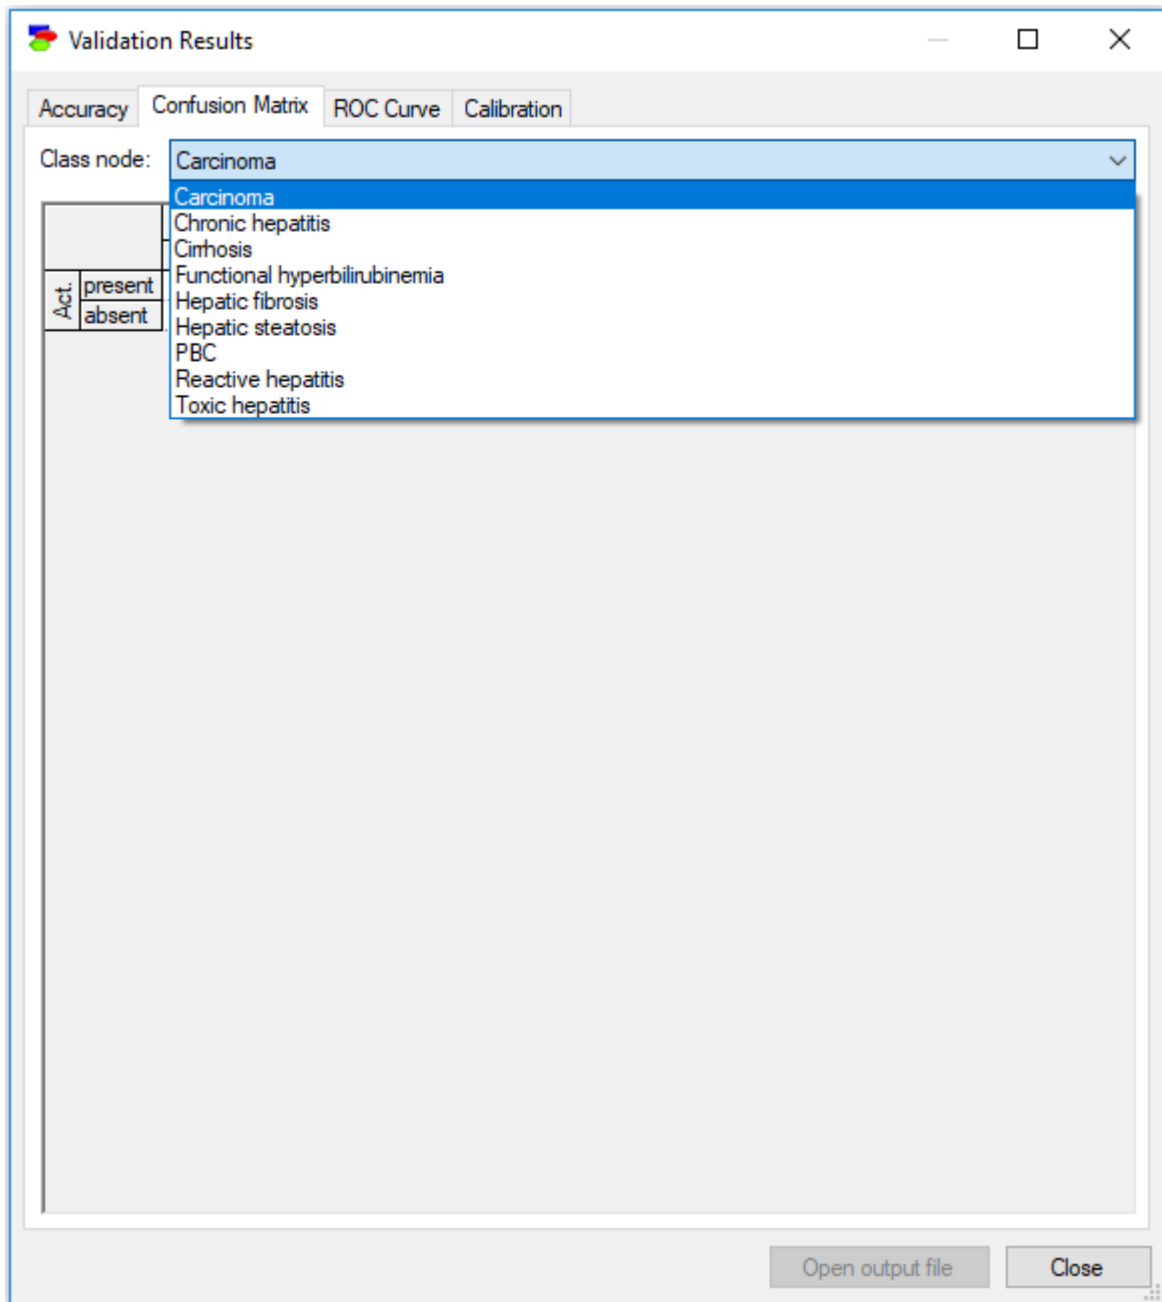 Validation Results
Accuracy Confusion Matrix ROC Curve Calibration
Class node: Carcinoma
Carcinoma
Chronic hepatitis
Cirrhosis
Functional hyperbilirubinemia
Act. present
Hepatic fibrosis
absent
Hepatic steatosis
PBC
Reactive hepatitis
Toxic hepatitis
Open output file Close